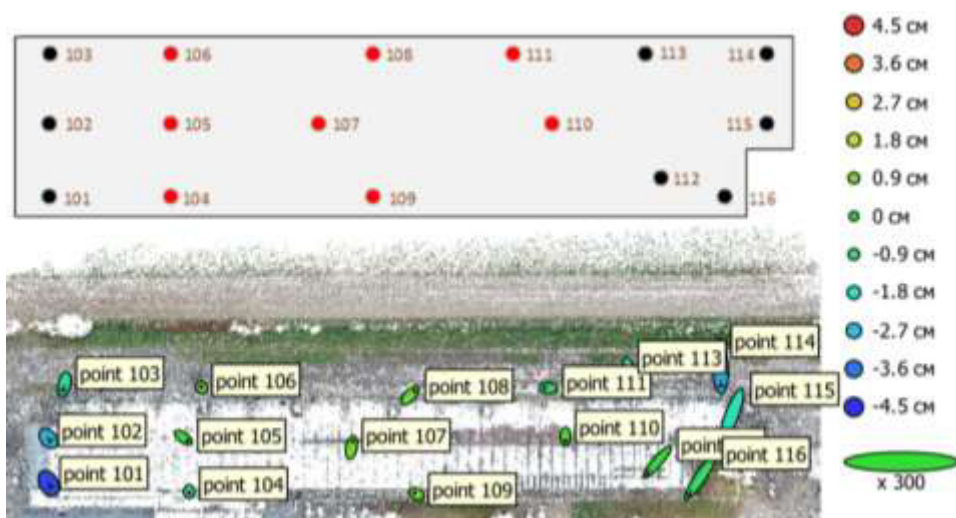 103
106
108
111
113
114
102
105
107
110
115
112
101
104
109
116
4.5 см
3.6 см
2.7 см
1.8 см
0.9 см
0 см
-0.9 см
-1.8 см
-2.7 см
-3.6 см
-4.5 см
x 300
point 114
point 113
point 103
point 106
point 108
point 111
point 115
point 102
point 105
point 107
point 110
point
point 116
point 101
point 104
point 109